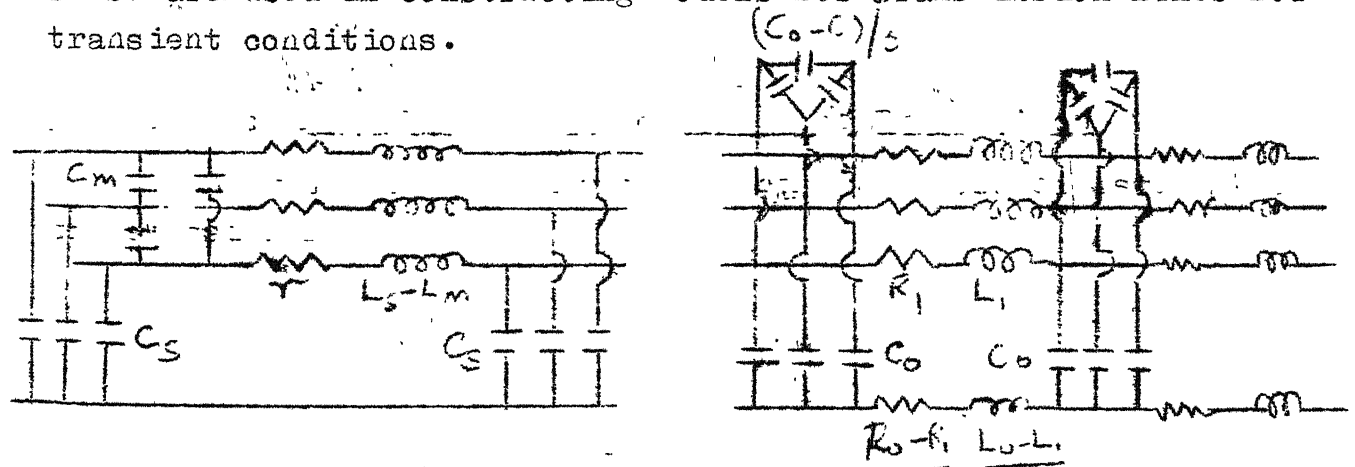 transient conditions.
(C₀-C)/3
Cm
r
Ls-Lm
Cs
Cs
R₁
L₁
C₀
C₀
R₀-R₁ L₀-L₁